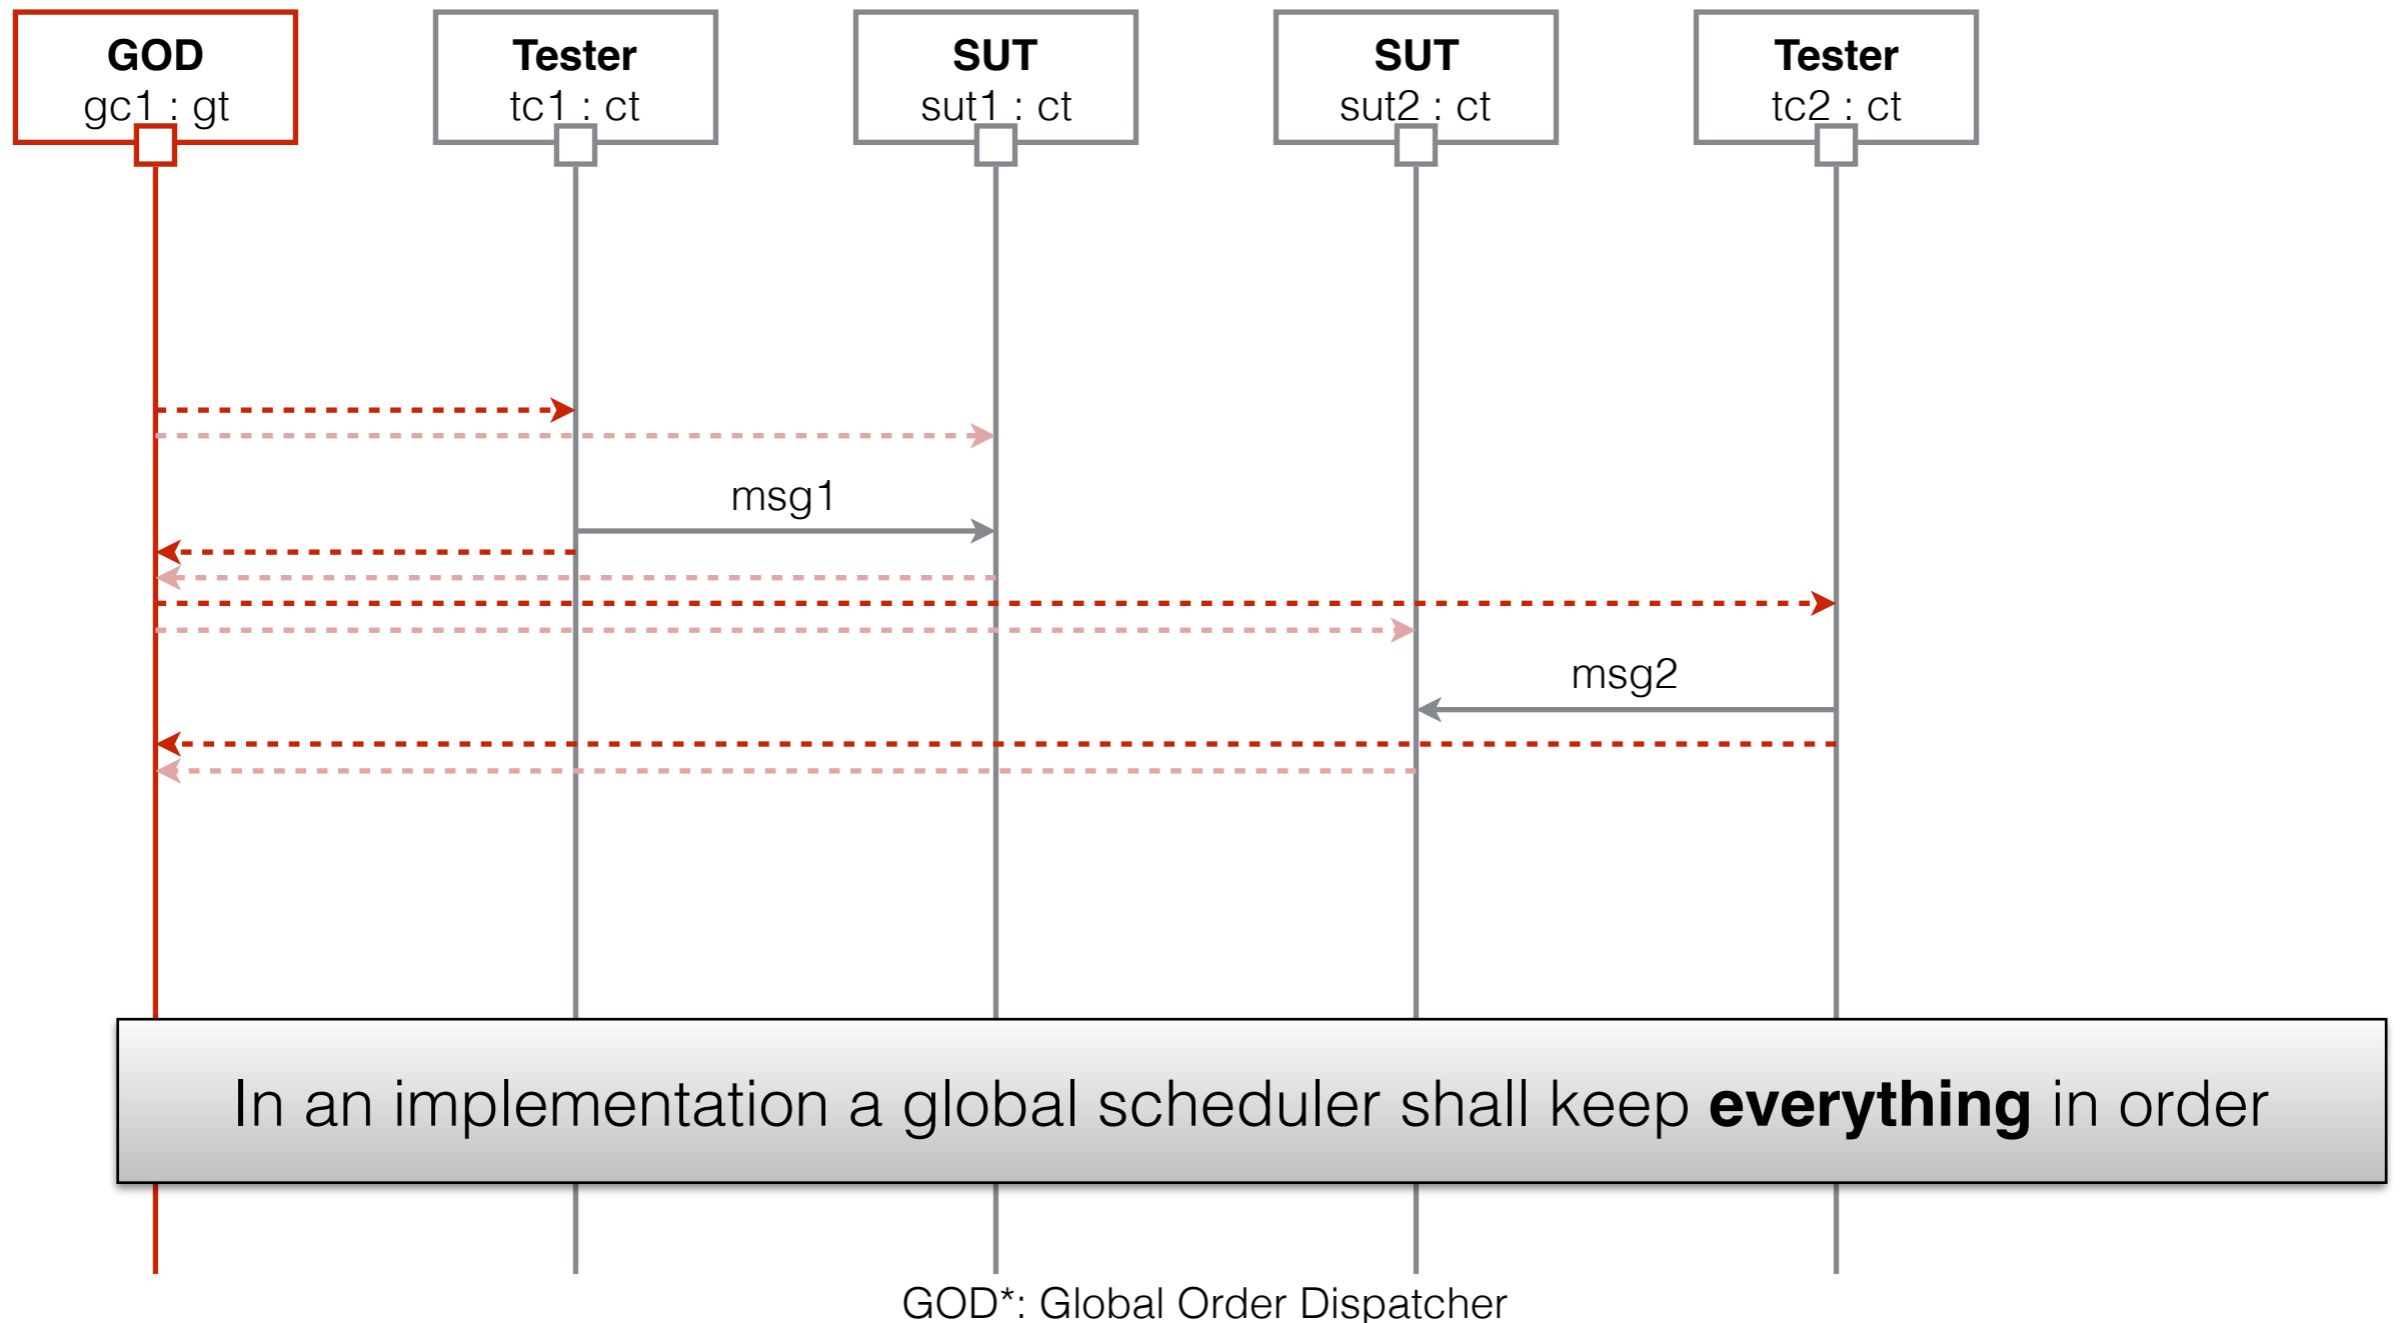 GOD
gc1 : gt
Tester
tc1 : ct
SUT
sut1 : ct
SUT
sut2 : ct
Tester
tc2 : ct
msg1
msg2
In an implementation a global scheduler shall keep everything in order
GOD*: Global Order Dispatcher